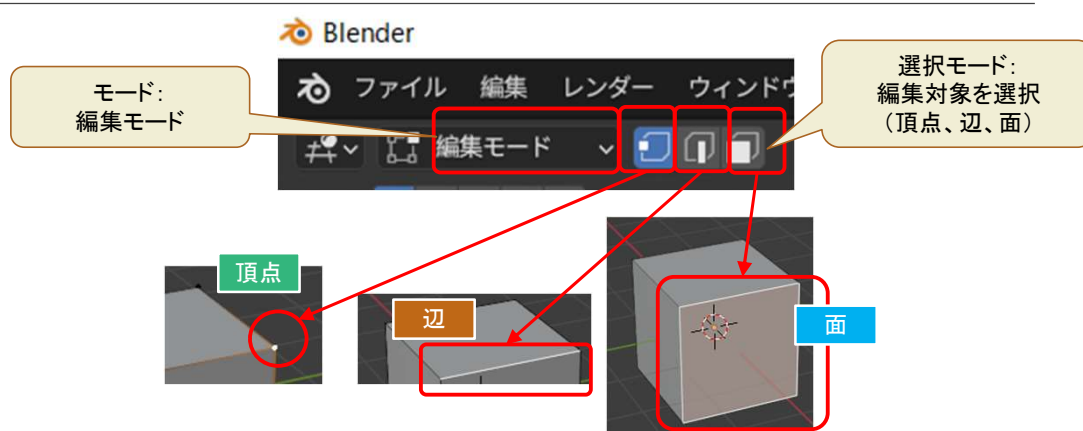 Blender
モード:
編集モード
選択モード:
編集対象を選択
（頂点、辺、面）
ファイル 編集 レンダー ウィンドウ
編集モード
頂点
辺
面